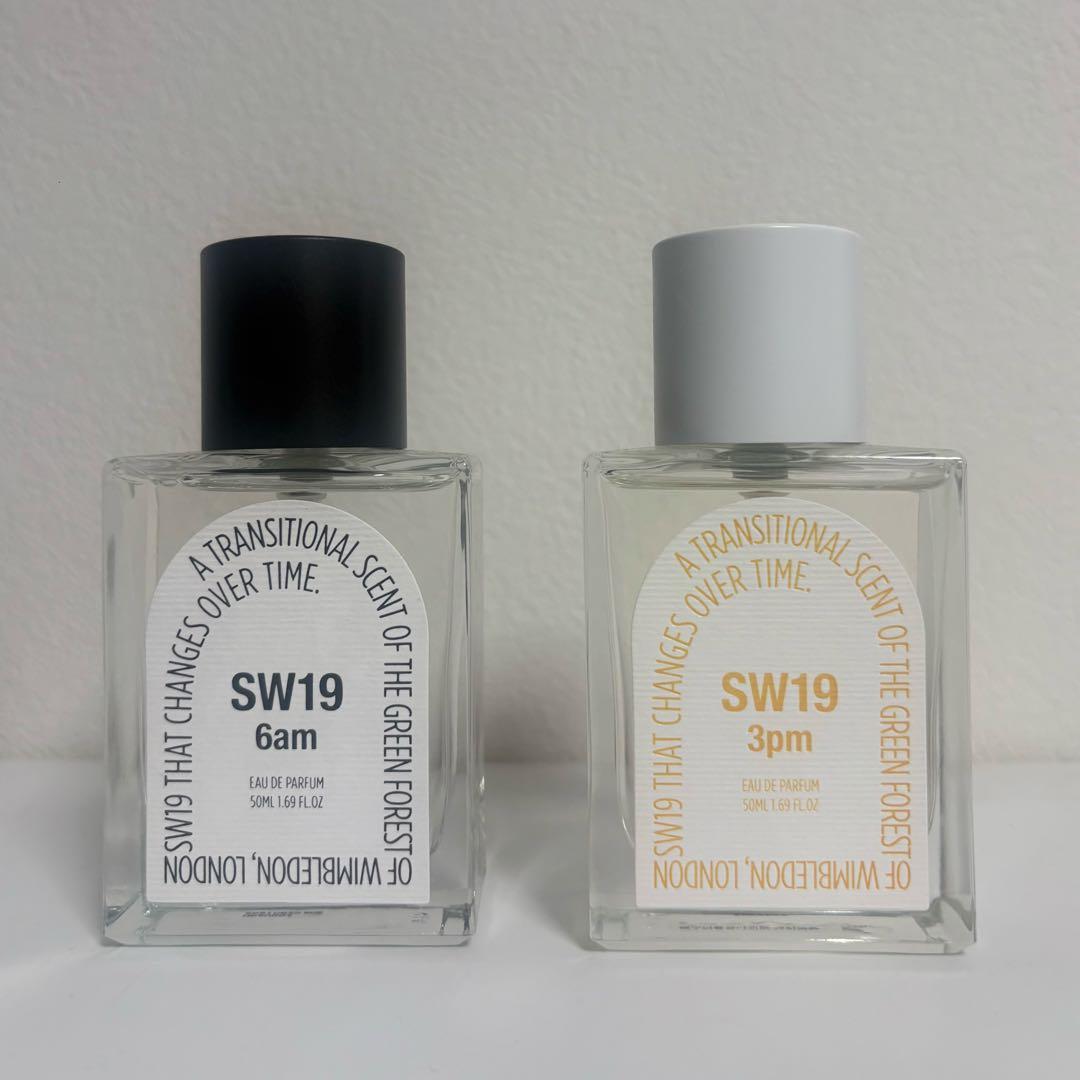 A TRANSITIONAL SCENT OF THE GREEN FOREST
OF WIMBLEDON, LONDON
SW19 THAT CHANGES OVER TIME.
SW19
6am
EAU DE PARFUM
50ML 1.69 FL.OZ
A TRANSITIONAL SCENT OF THE GREEN FOREST
OF WIMBLEDON, LONDON
SW19 THAT CHANGES OVER TIME.
SW19
3pm
EAU DE PARFUM
50ML 1.69 FL.OZ